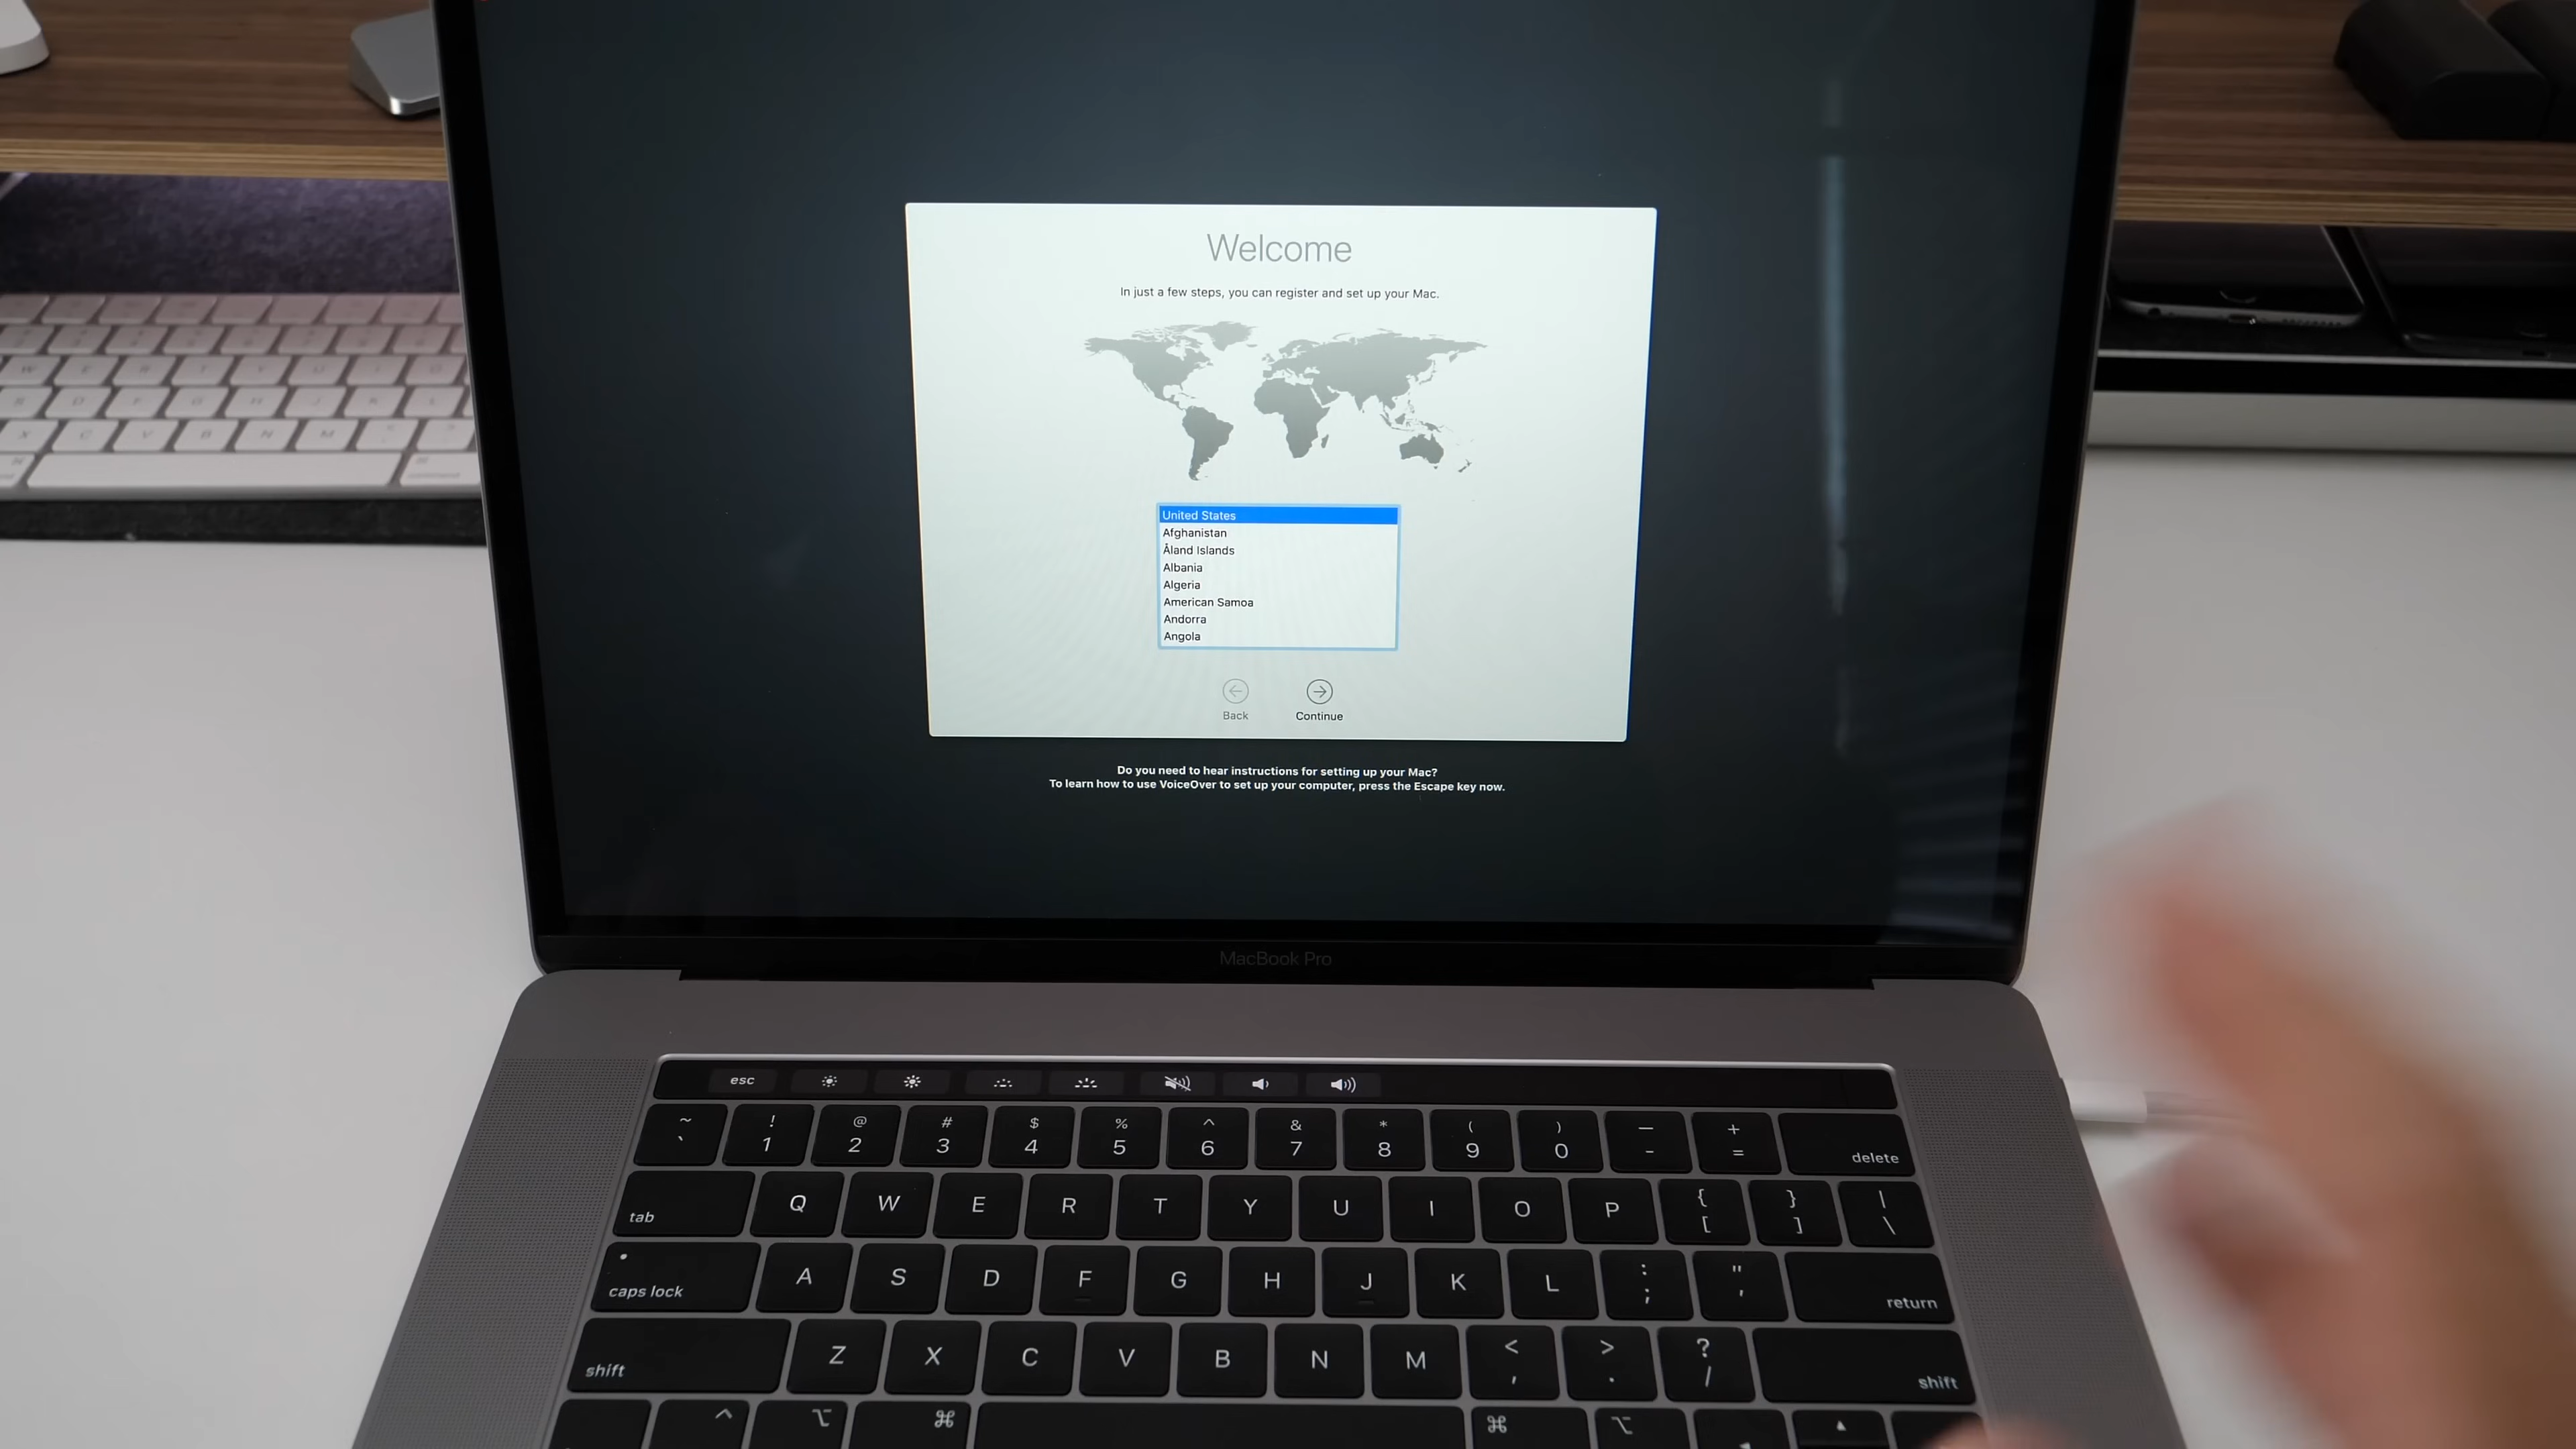 Welcome
In just a few steps, you can register and set up your Mac.
United States
Afghanistan
Åland Islands
Albania
Algeria
American Samoa
Andorra
Angola
Back
Continue
Do you need to hear instructions for setting up your Mac?
To learn how to use VoiceOver to set up your computer, press the Escape key now.
MacBook Pro
esc
~ ! @ # $ % ^ & * ( ) — +
` 1 2 3 4 5 6 7 8 9 0 - = delete
tab Q W E R T Y U I O P { [ } ] | \
caps lock A S D F G H J K L : ; " ' return
shift Z X C V B N M < , > . ? / shift
^ ⌥ ⌘ ⌘ ⌥